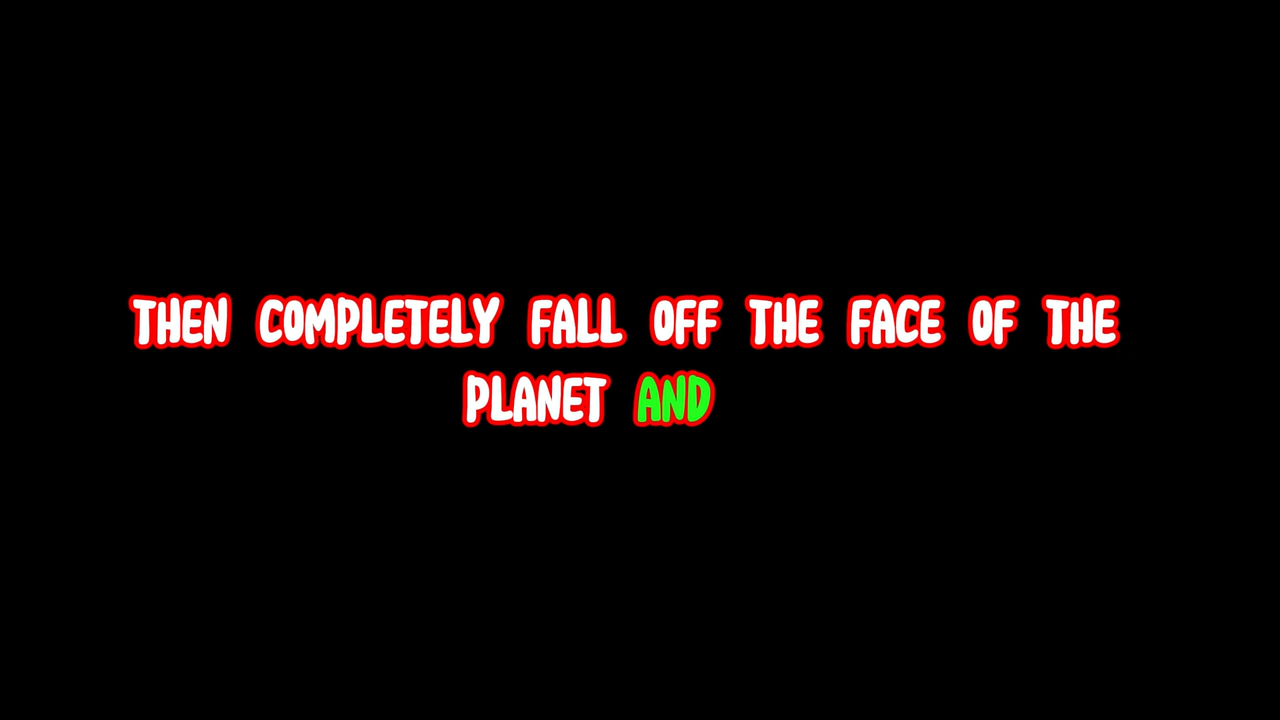 THEN COMPLETELY FALL OFF THE FACE OF THE
PLANET AND